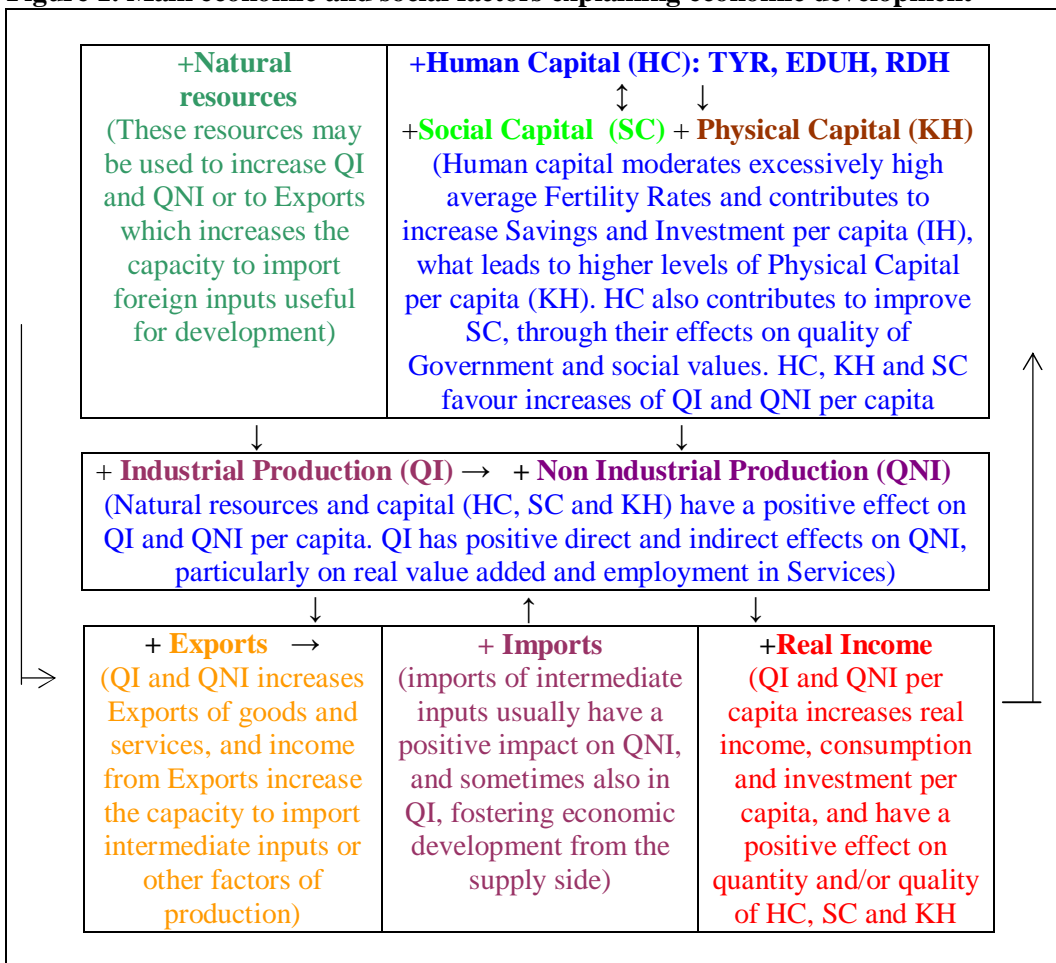 Figure 1. Main economic and social factors explaining economic development
+Natural
resources
(These resources may
be used to increase QI
and QNI or to Exports
which increases the
capacity to import
foreign inputs useful
for development)
+Human Capital (HC): TYR, EDUH, RDH
↕ ↓
+Social Capital (SC) + Physical Capital (KH)
(Human capital moderates excessively high
average Fertility Rates and contributes to
increase Savings and Investment per capita (IH),
what leads to higher levels of Physical Capital
per capita (KH). HC also contributes to improve
SC, through their effects on quality of
Government and social values. HC, KH and SC
favour increases of QI and QNI per capita
↓ ↓
+ Industrial Production (QI) → + Non Industrial Production (QNI)
(Natural resources and capital (HC, SC and KH) have a positive effect on
QI and QNI per capita. QI has positive direct and indirect effects on QNI,
particularly on real value added and employment in Services)
↓ ↑ ↓
+ Exports →
(QI and QNI increases
Exports of goods and
services, and income
from Exports increase
the capacity to import
intermediate inputs or
other factors of
production)
+ Imports
(imports of intermediate
inputs usually have a
positive impact on QNI,
and sometimes also in
QI, fostering economic
development from the
supply side)
+Real Income
(QI and QNI per
capita increases real
income, consumption
and investment per
capita, and have a
positive effect on
quantity and/or quality
of HC, SC and KH